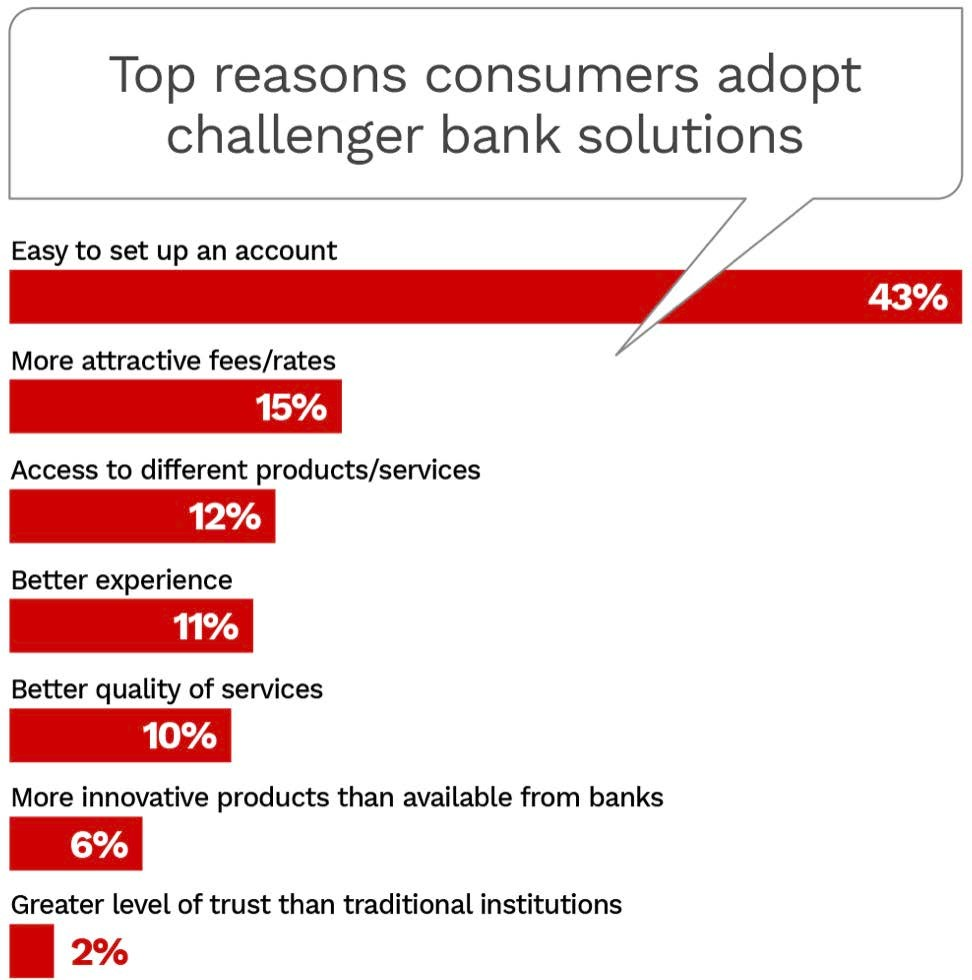 Top reasons consumers adopt
challenger bank solutions
Easy to set up an account
43%
More attractive fees/rates
15%
Access to different products/services
12%
Better experience
11%
Better quality of services
10%
More innovative products than available from banks
6%
Greater level of trust than traditional institutions
2%